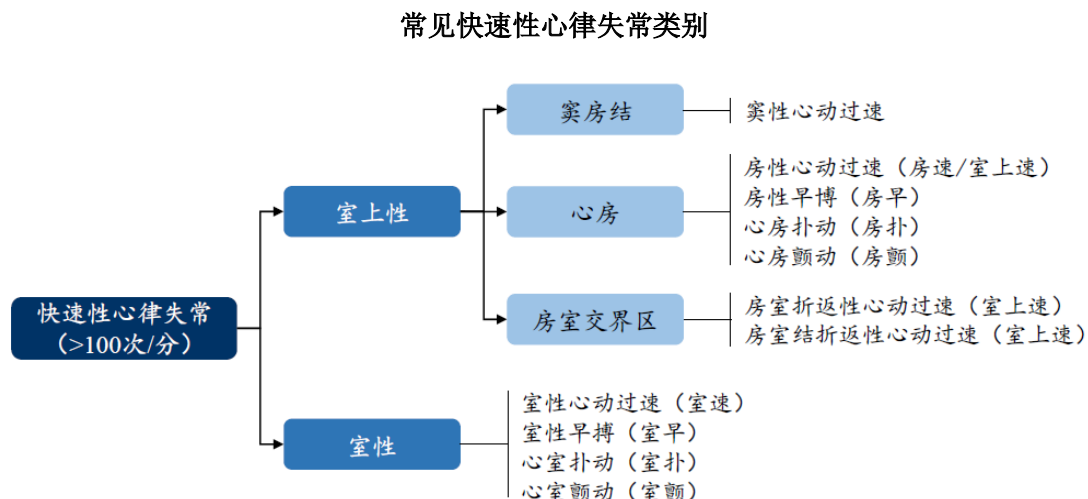 常见快速性心律失常类别
窦房结
窦性心动过速
房性心动过速（房速/室上速）
房性早博（房早）
心房扑动（房扑）
心房颤动（房颤）
室上性
心房
房室折返性心动过速（室上速）
房室结折返性心动过速（室上速）
房室交界区
快速性心律失常
（>100次/分）
室性心动过速（室速）
室性早搏（室早）
心室扑动（室扑）
心室颤动（室颤）
室性